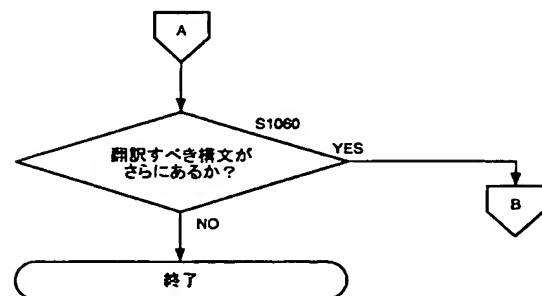 A
S1060
翻訳すべき構文が
さらにあるか？
YES
B
NO
終了